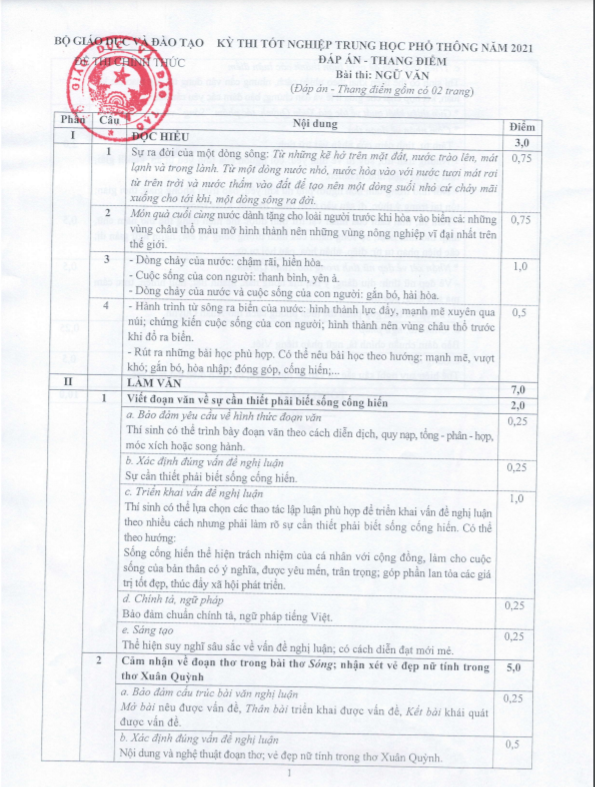 BỘ GIÁO DỤC VÀ ĐÀO TẠO KỲ THI TỐT NGHIỆP TRUNG HỌC PHỔ THÔNG NĂM 2021
ĐỀ THI CHÍNH THỨC ĐÁP ÁN - THANG ĐIỂM
Bài thi: NGỮ VĂN
(Đáp án - Thang điểm gồm có 02 trang)
Phần Câu Nội dung Điểm
I ĐỌC HIỂU 3,0
1 Sự ra đời của một dòng sông: Từ những kẽ hở trên mặt đất, nước trào lên, mát 0,75
lạnh và trong lành. Từ một dòng nước nhỏ, nước hòa vào với nước tươi mát rơi
từ trên trời và nước thấm vào đất để tạo nên một dòng suối nhỏ cứ chảy mãi
xuống cho tới khi, một dòng sông ra đời.
2 Món quà cuối cùng nước dành tặng cho loài người trước khi hòa vào biển cả: những 0,75
vùng châu thổ màu mỡ hình thành nên những vùng nông nghiệp vĩ đại nhất trên
thế giới.
3 - Dòng chảy của nước: chậm rãi, hiền hòa. 1,0
- Cuộc sống của con người: thanh bình, yên ả.
- Dòng chảy của nước và cuộc sống của con người: gắn bó, hài hòa.
4 - Hành trình từ sông ra biển của nước: hình thành lực đẩy, mạnh mẽ xuyên qua 0,5
núi; chứng kiến cuộc sống của con người; hình thành nên vùng châu thổ trước
khi đổ ra biển.
- Rút ra những bài học phù hợp. Có thể nêu bài học theo hướng: mạnh mẽ, vượt
khó; gắn bó, hòa nhập; đóng góp, cống hiến;...
II LÀM VĂN 7,0
1 Viết đoạn văn về sự cần thiết phải biết sống cống hiến 2,0
a. Bảo đảm yêu cầu về hình thức đoạn văn 0,25
Thí sinh có thể trình bày đoạn văn theo cách diễn dịch, quy nạp, tổng - phân - hợp,
móc xích hoặc song hành.
b. Xác định đúng vấn đề nghị luận 0,25
Sự cần thiết phải biết sống cống hiến.
c. Triển khai vấn đề nghị luận 1,0
Thí sinh có thể lựa chọn các thao tác lập luận phù hợp để triển khai vấn đề nghị luận
theo nhiều cách nhưng phải làm rõ sự cần thiết phải biết sống cống hiến. Có thể
theo hướng:
Sống cống hiến thể hiện trách nhiệm của cá nhân với cộng đồng, làm cho cuộc
sống của bản thân có ý nghĩa, được yêu mến, trân trọng; góp phần lan tỏa các giá
trị tốt đẹp, thúc đẩy xã hội phát triển.
d. Chính tả, ngữ pháp 0,25
Bảo đảm chuẩn chính tả, ngữ pháp tiếng Việt.
e. Sáng tạo 0,25
Thể hiện suy nghĩ sâu sắc về vấn đề nghị luận; có cách diễn đạt mới mẻ.
2 Cảm nhận về đoạn thơ trong bài thơ Sóng; nhận xét vẻ đẹp nữ tính trong 5,0
thơ Xuân Quỳnh
a. Bảo đảm cấu trúc bài văn nghị luận 0,25
Mở bài nêu được vấn đề, Thân bài triển khai được vấn đề, Kết bài khái quát
được vấn đề.
b. Xác định đúng vấn đề nghị luận 0,5
Nội dung và nghệ thuật đoạn thơ; vẻ đẹp nữ tính trong thơ Xuân Quỳnh.
1